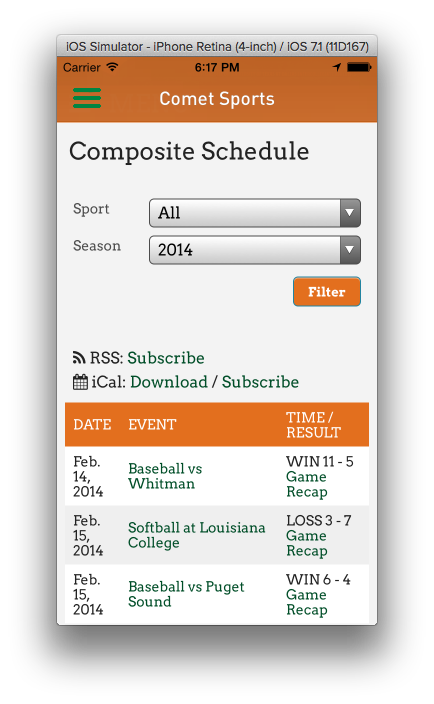 iOS Simulator - iPhone Retina (4-inch) / iOS 7.1 (11D167)
Carrier 6:17 PM
Comet Sports
Composite Schedule
Sport All
Season 2014
Filter
RSS: Subscribe
iCal: Download / Subscribe
DATE EVENT TIME /
RESULT
Feb.
14,
2014
Baseball vs
Whitman
WIN 11 - 5
Game
Recap
Feb.
15,
2014
Softball at Louisiana
College
LOSS 3 - 7
Game
Recap
Feb.
15,
2014
Baseball vs Puget
Sound
WIN 6 - 4
Game
Recap